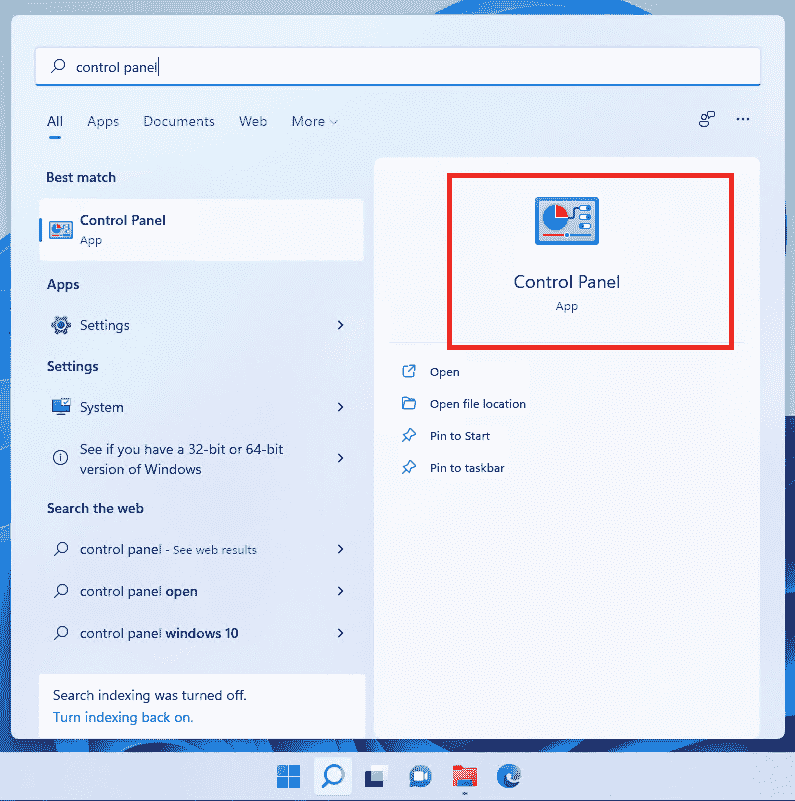 control panel
All Apps Documents Web More
Best match
Control Panel
App
Apps
Settings
Settings
System
See if you have a 32-bit or 64-bit
version of Windows
Search the web
control panel - See web results
control panel open
control panel windows 10
Search indexing was turned off.
Turn indexing back on.
Control Panel
App
Open
Open file location
Pin to Start
Pin to taskbar